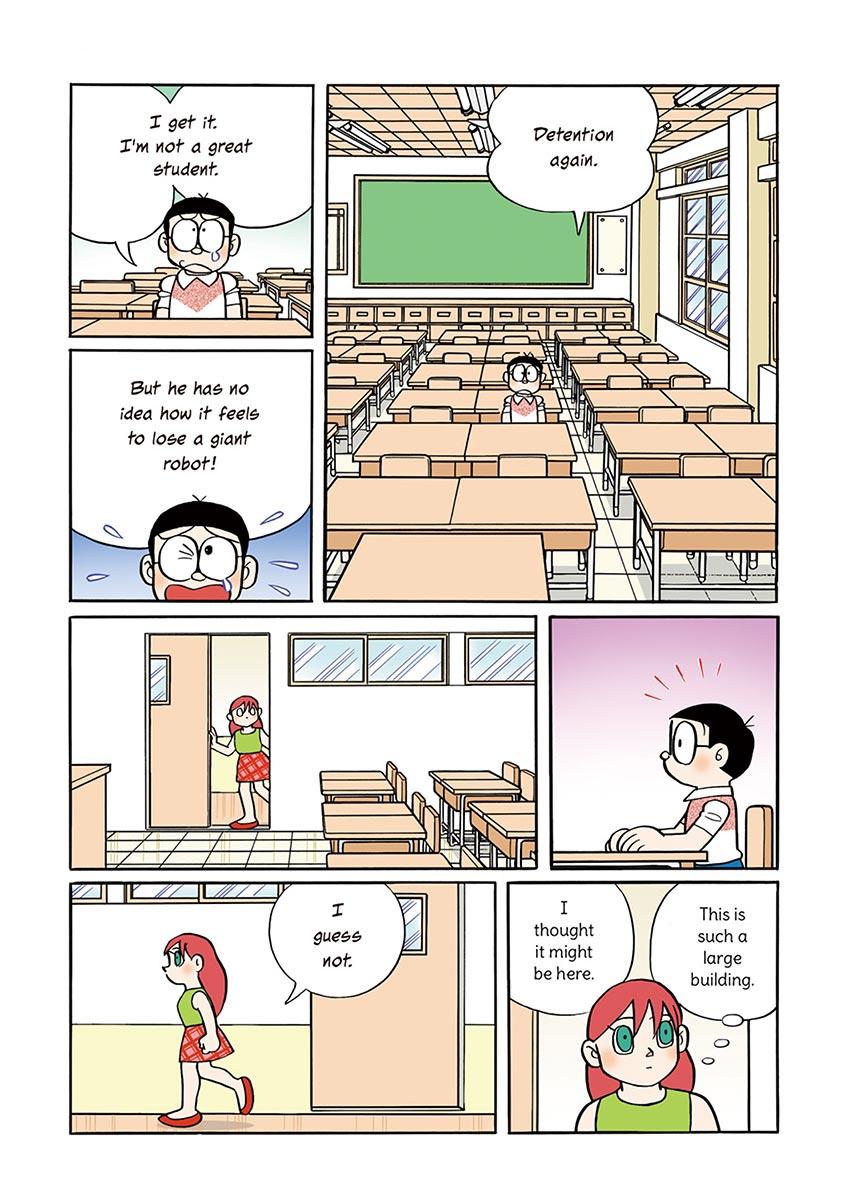 Detention
again.
I get it.
I'm not a great
student.
But he has no
idea how it feels
to lose a giant
robot!
This is
such a
large
building.
I
thought
it might
be here.
I
guess
not.